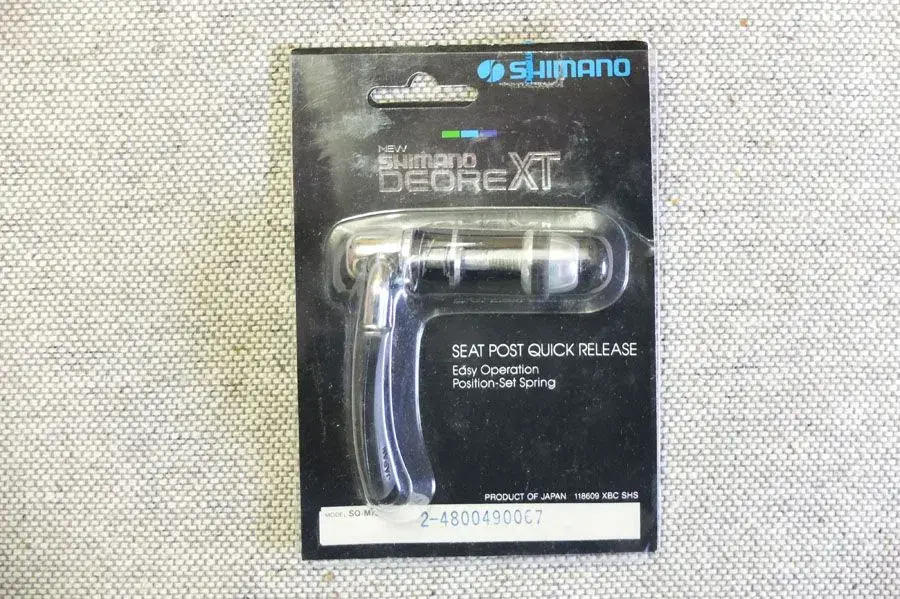 SHIMANO
NEW
SHIMANO
DEORE XT
SEAT POST QUICK RELEASE
Easy Operation
Position-Set Spring
PRODUCT OF JAPAN 118609 XBC SHS
MODEL
2-4800490067